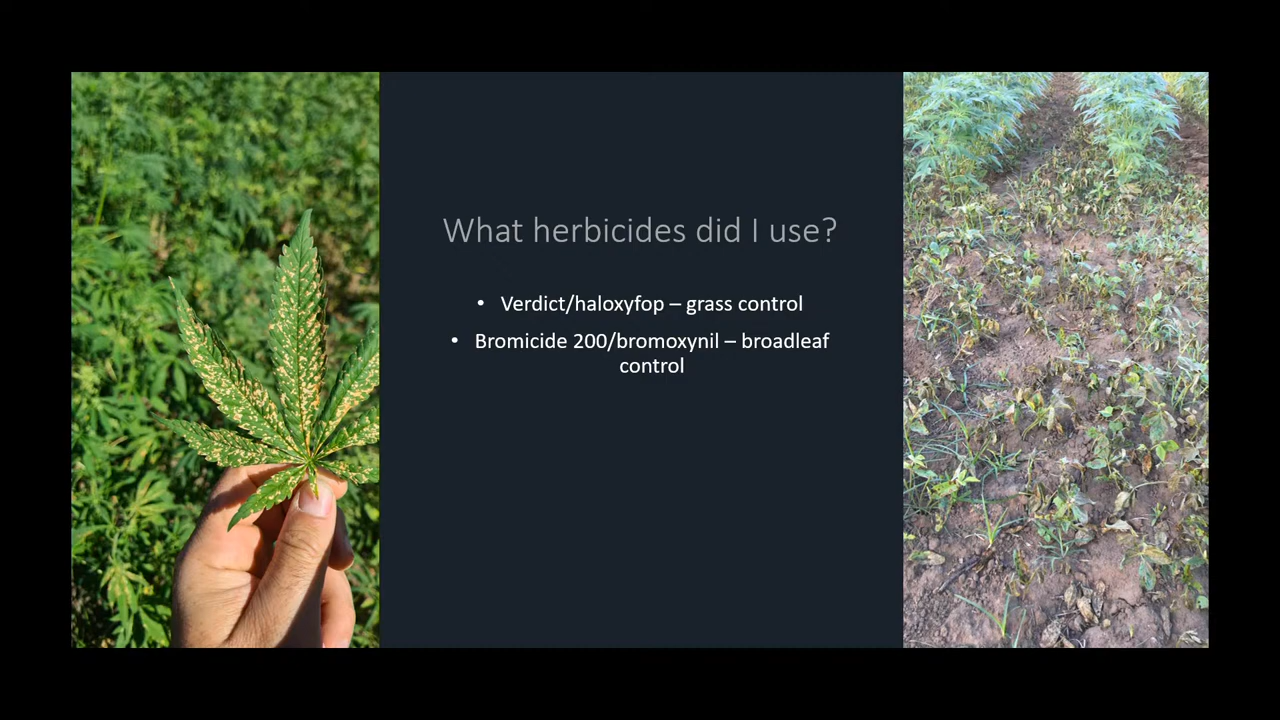 What herbicides did I use?
• Verdict/haloxyfop – grass control
• Bromicide 200/bromoxynil – broadleaf
control